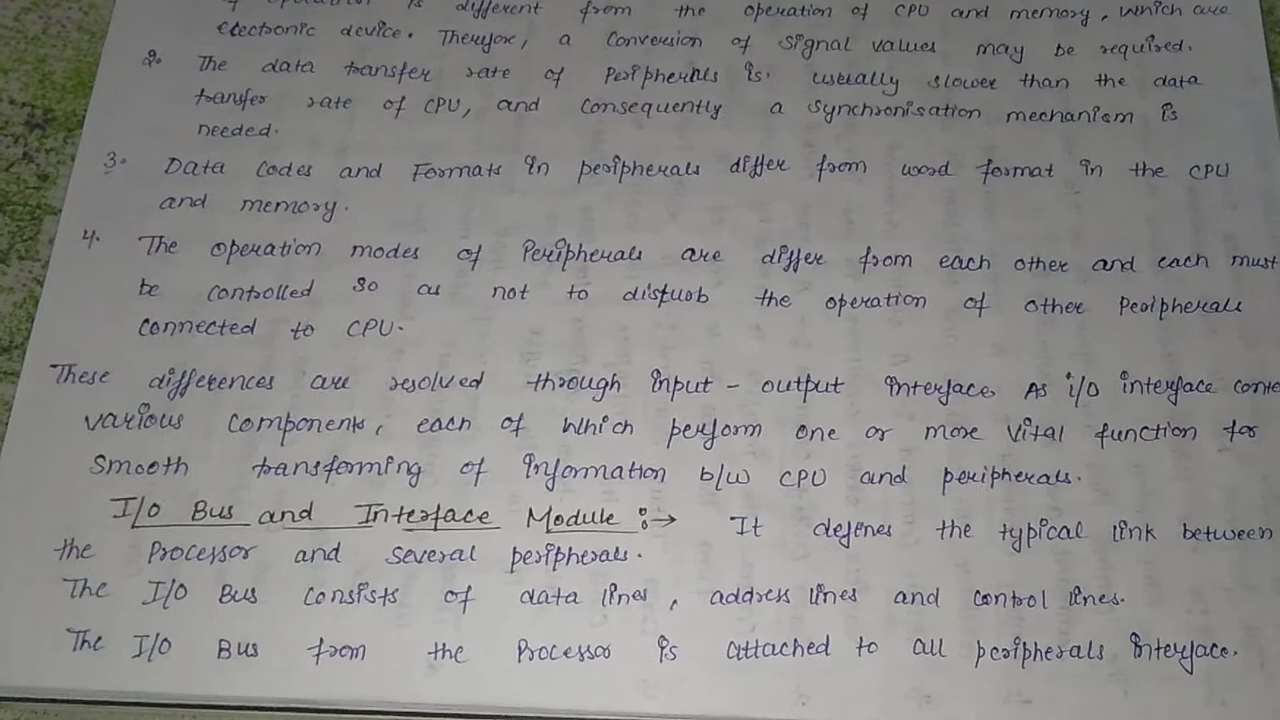 operation is different from the operation of CPU and memory, which are
electronic device. Therefore, a conversion of signal values may be required.
2. The data transfer rate of Peripherals is usually slower than the data
transfer rate of CPU, and consequently a synchronisation mechanism is
needed.
3. Data codes and Formats in peripherals differ from word format in the CPU
and memory.
4. The operation modes of Peripherals are differ from each other and each must
be controlled so as not to disturb the operation of other Peripherals
connected to CPU.
These differences are resolved through input - output interface As i/o interface conte
various components, each of which perform one or more vital function for
smooth transforming of information b/w CPU and peripherals.
I/O Bus and Interface Module :→ It defines the typical link between
the Processor and several peripherals.
The I/O Bus consists of data lines, address lines and control lines.
The I/O Bus from the Processor is attached to all peripherals interface.